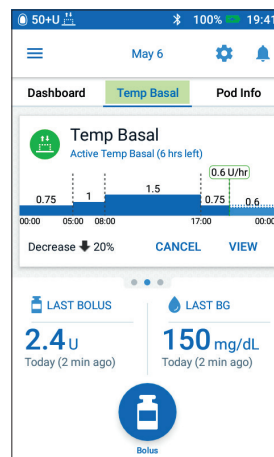 50+U 100% 19:41
May 6
Dashboard Temp Basal Pod Info
Temp Basal
Active Temp Basal (6 hrs left)
0.6 U/hr
0.75 1 1.5 0.75 0.6
00:00 05:00 08:00 17:00 00:00
Decrease 20% CANCEL VIEW
LAST BOLUS LAST BG
2.4 U 150 mg/dL
Today (2 min ago) Today (2 min ago)
Bolus